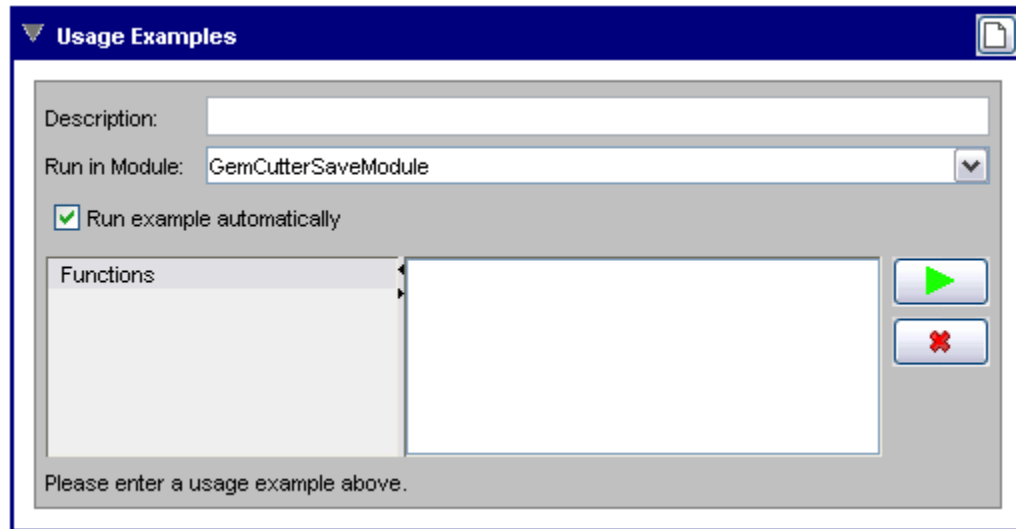 Usage Examples
Description:
Run in Module: GemCutterSaveModule
Run example automatically
Functions
Please enter a usage example above.